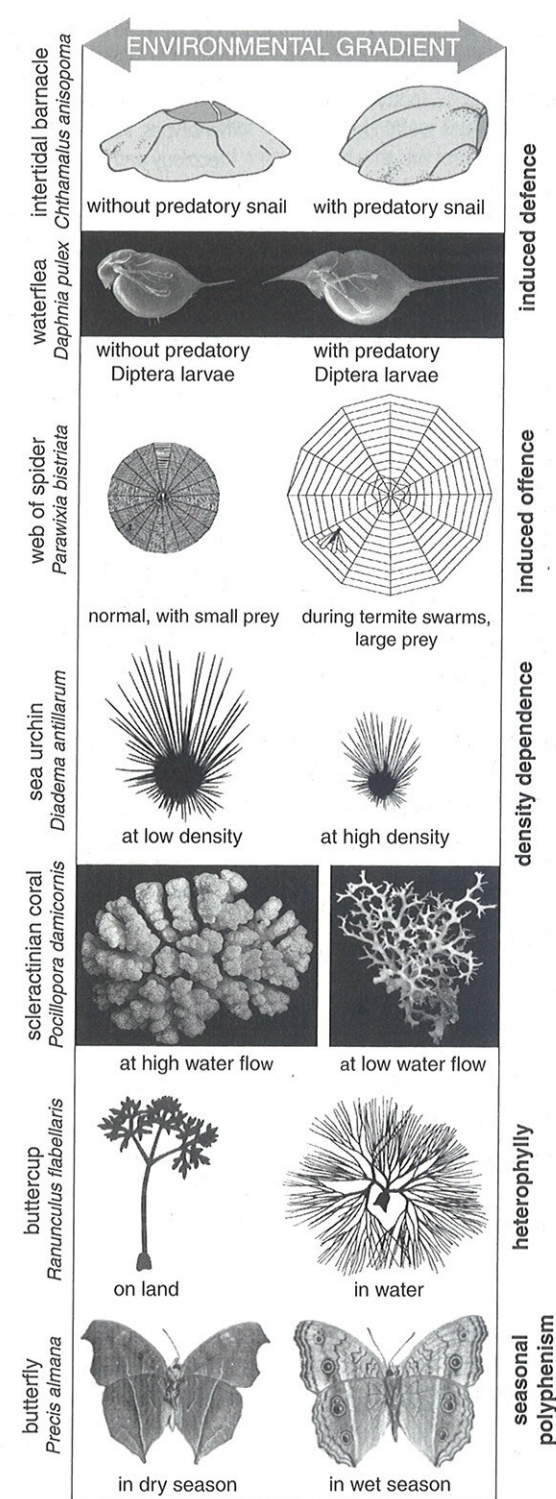 ENVIRONMENTAL GRADIENT
intertidal barnacle
Chthamalus anisopoma
without predatory snail
with predatory snail
induced defence
waterflea
Daphnia pulex
without predatory
Diptera larvae
with predatory
Diptera larvae
web of spider
Parawixia bistriata
normal, with small prey
during termite swarms,
large prey
induced offence
sea urchin
Diadema antillarum
at low density
at high density
density dependence
scleractinian coral
Pocillopora damicornis
at high water flow
at low water flow
buttercup
Ranunculus flabellaris
on land
in water
heterophylly
butterfly
Precis almana
in dry season
in wet season
seasonal
polyphenism